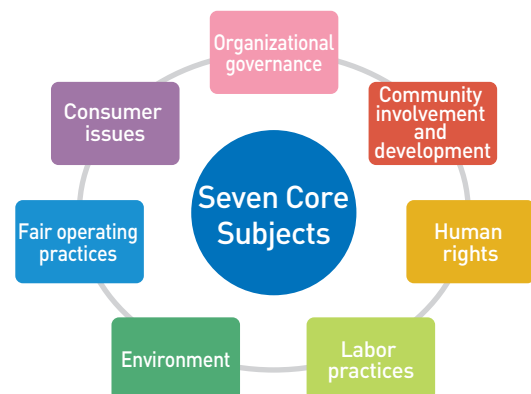 Organizational
governance
Community
involvement
and
development
Human
rights
Labor
practices
Environment
Fair operating
practices
Consumer
issues
Seven Core
Subjects